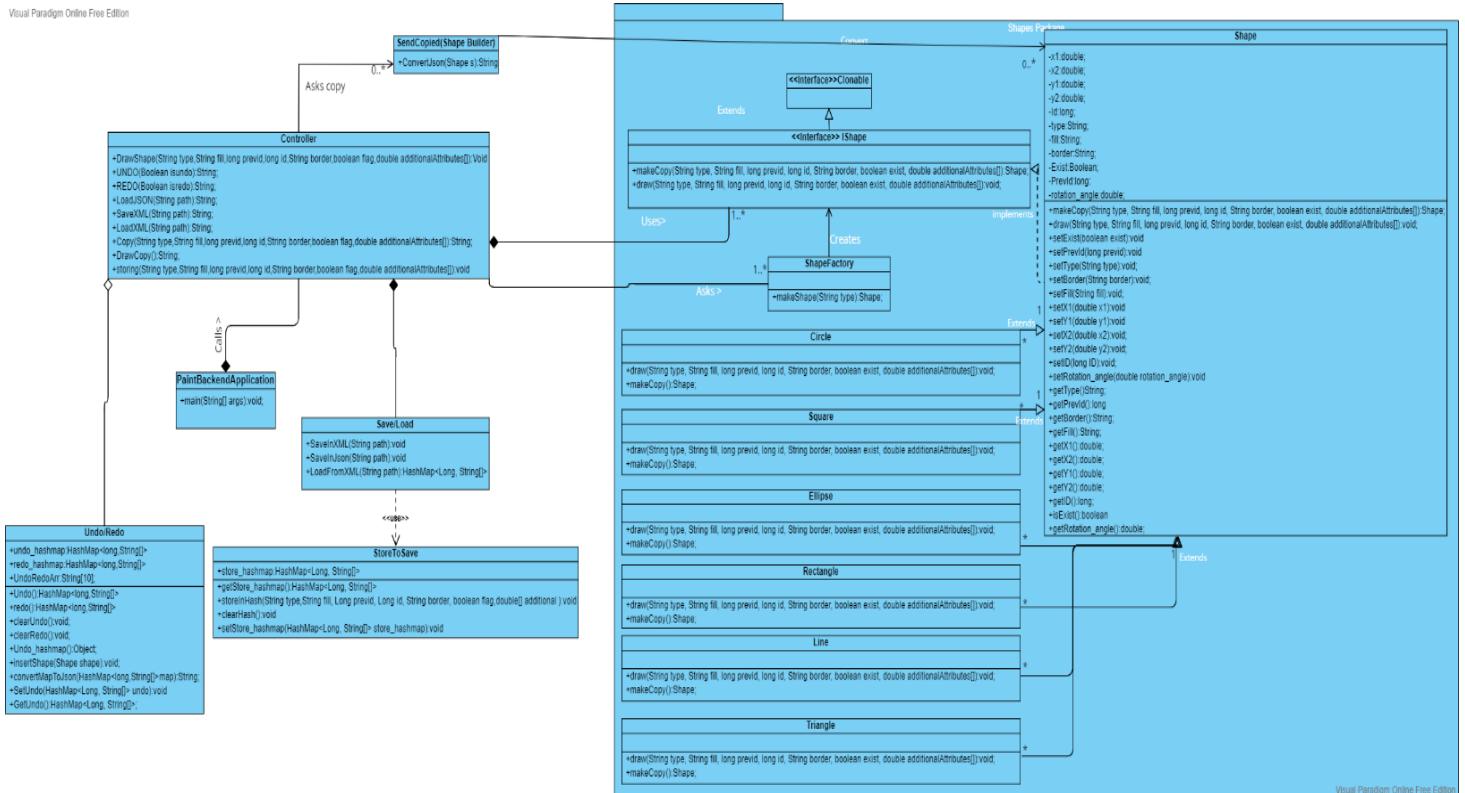 Visual Paradigm Online Free Edition
SendCopied(Shape Builder)
+ConvertJson(Shape s):String
0..*
Asks copy
Controller
+DrawShape(String type,String fill,long previd,long id,String border,boolean flag,double additionalAttributes[]):Void
+UNDO(Boolean isundo):String;
+REDO(Boolean isredo):String;
+LoadJSON(String path):String;
+SaveXML(String path):String;
+LoadXML(String path):String;
+Copy(String type,String fill,long previd,long id,String border,boolean flag,double additionalAttributes[]):String;
+DrawCopy():String;
+storing(String type,String fill,long previd,long id,String border,boolean flag,double additionalAttributes[]):void
Calls >
PaintBackendApplication
+main(String[] args):void;
Save/Load
+SaveInXML(String path):void
+SaveInJson(String path):void
+LoadFromXML(String path):HashMap<Long, String[]>
<<use>>
StoreToSave
+store_hashmap:HashMap<Long, String[]>
+getStore_hashmap():HashMap<Long, String[]>
+storeInHash(String type,String fill, Long previd, Long id, String border, boolean flag,double[] additional ):void
+clearHash():void
+setStore_hashmap(HashMap<Long, String[]> store_hashmap):void
Undo/Redo
+undo_hashmap:HashMap<long,String[]>
+redo_hashmap:HashMap<long,String[]>
+UndoRedoArr:String[10];
+Undo():HashMap<long,String[]>
+redo():HashMap<long,String[]>
+clearUndo():void;
+clearRedo():void;
+Undo_hashmap():Object;
+insertShape(Shape shape):void;
+convertMapToJson(HashMap<long,String[]>map):String;
+SetUndo(HashMap<Long, String[]> undo):void
+GetUndo():HashMap<Long, String[]>;
Shapes Package
Convert
0..*
<<Interface>>Clonable
Extends
<<Interface>> IShape
+makeCopy(String type, String fill, long previd, long id, String border, boolean exist, double additionalAttributes[]):Shape;
+draw(String type, String fill, long previd, long id, String border, boolean exist, double additionalAttributes[]):void;
Uses>
1..*
implements
Creates
1..*
Asks >
ShapeFactory
+makeShape(String type):Shape;
Shape
-x1:double;
-x2:double;
-y1:double;
-y2:double;
-id:long;
-type:String;
-fill:String;
-border:String;
-Exist:Boolean;
-PrevId:long;
-rotation_angle:double;
+makeCopy(String type, String fill, long previd, long id, String border, boolean exist, double additionalAttributes[]):Shape;
+draw(String type, String fill, long previd, long id, String border, boolean exist, double additionalAttributes[]):void;
+setExist(boolean exist):void
+setPrevId(long previd):void
+setType(String type):void;
+setBorder(String border):void;
+setFill(String fill):void;
+setX1(double x1):void
+setY1(double y1):void
+setX2(double x2):void;
+setY2(double y2):void;
+setID(long ID):void;
+setRotation_angle(double rotation_angle):void
+getType()String;
+getPrevId():long
+getBorder():String;
+getFill():String;
+getX1():double;
+getX2():double;
+getY1():double;
+getY2():double;
+getID():long;
+isExist():boolean
+getRotation_angle():double;
1
Extends
*
Circle
+draw(String type, String fill, long previd, long id, String border, boolean exist, double additionalAttributes[]):void;
+makeCopy():Shape;
1
*
Extends
Square
+draw(String type, String fill, long previd, long id, String border, boolean exist, double additionalAttributes[]):void;
+makeCopy():Shape;
Ellipse
+draw(String type, String fill, long previd, long id, String border, boolean exist, double additionalAttributes[]):void;
+makeCopy():Shape;
*
1
Extends
Rectangle
+draw(String type, String fill, long previd, long id, String border, boolean exist, double additionalAttributes[]):void;
+makeCopy():Shape;
*
Line
+draw(String type, String fill, long previd, long id, String border, boolean exist, double additionalAttributes[]):void;
+makeCopy():Shape;
*
Triangle
+draw(String type, String fill, long previd, long id, String border, boolean exist, double additionalAttributes[]):void;
+makeCopy():Shape;
*
Visual Paradigm Online Free Edition